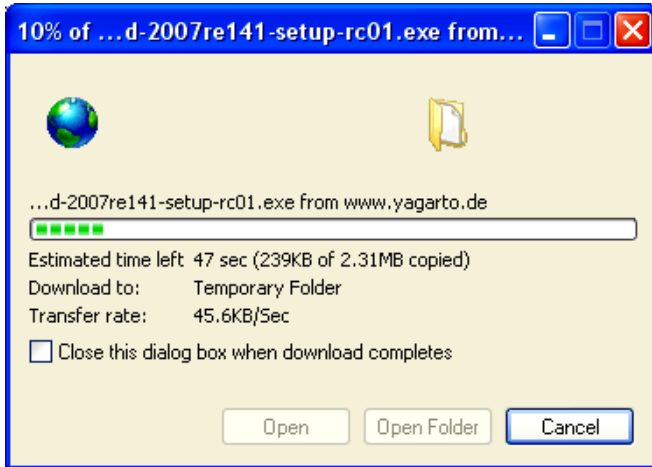 10% of ...d-2007re141-setup-rc01.exe from...
...d-2007re141-setup-rc01.exe from www.yagarto.de
Estimated time left 47 sec (239KB of 2.31MB copied)
Download to: Temporary Folder
Transfer rate: 45.6KB/Sec
Close this dialog box when download completes
Open Open Folder Cancel